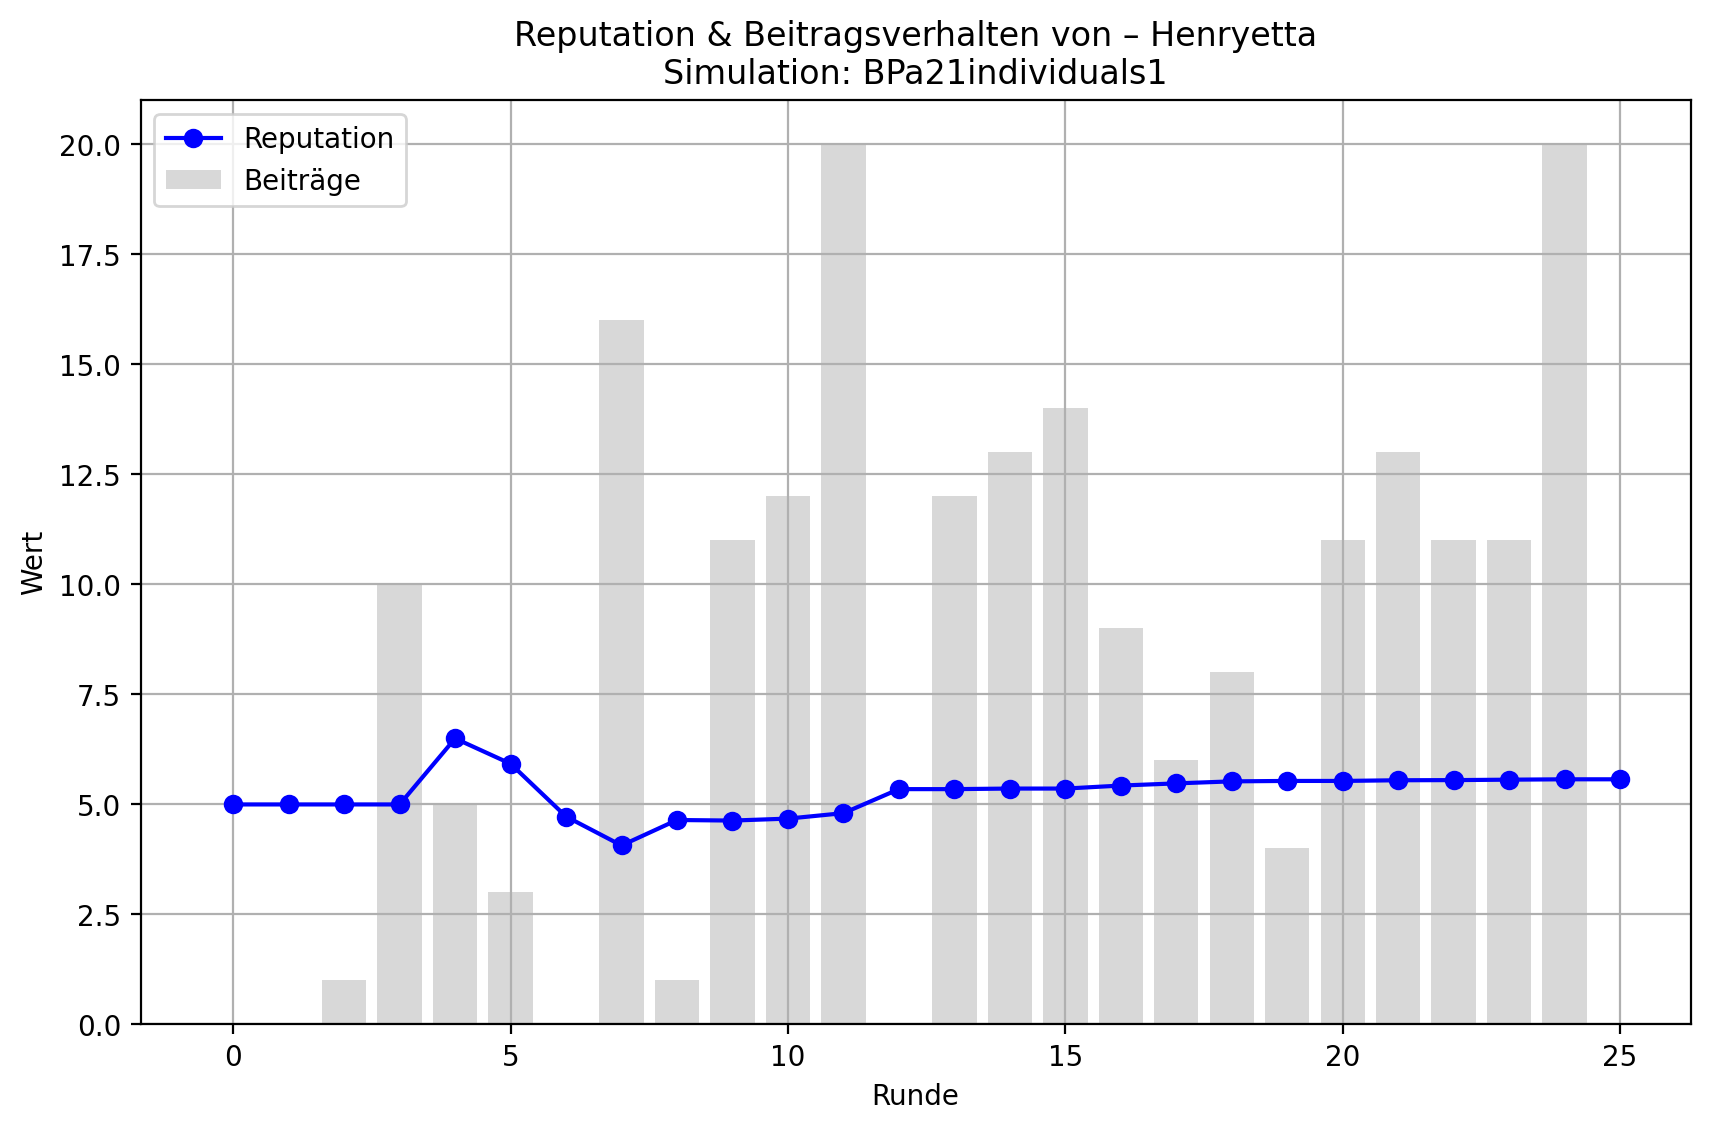 Reputation & Beitragsverhalten von – Henryetta
Simulation: BPa21individuals1
Reputation
Beiträge
20.0
17.5
15.0
12.5
10.0
7.5
5.0
2.5
0.0
Wert
0 5 10 15 20 25
Runde